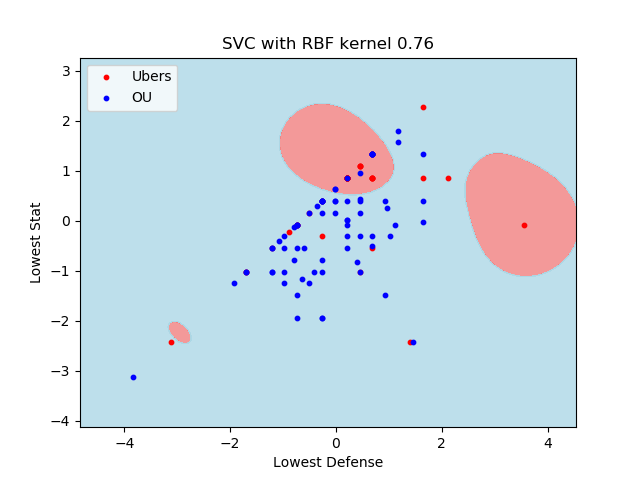 SVC with RBF kernel 0.76
Ubers
OU
3
2
1
0
−1
−2
−3
−4
Lowest Stat
−4
−2
0
2
4
Lowest Defense